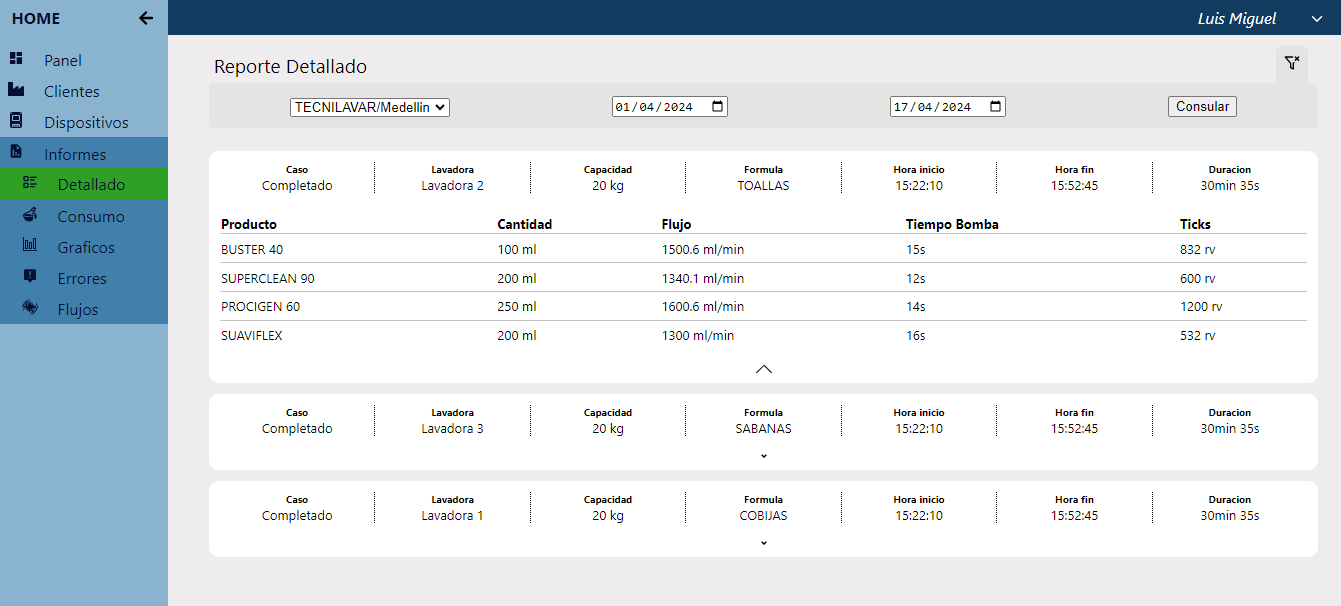 HOME
Luis Miguel
Panel
Clientes
Dispositivos
Informes
Detallado
Consumo
Graficos
Errores
Flujos
Reporte Detallado
TECNILAVAR/Medellin 01/04/2024 17/04/2024 Consular
Caso Lavadora Capacidad Formula Hora inicio Hora fin Duracion
Completado Lavadora 2 20 kg TOALLAS 15:22:10 15:52:45 30min 35s
Producto Cantidad Flujo Tiempo Bomba Ticks
BUSTER 40 100 ml 1500.6 ml/min 15s 832 rv
SUPERCLEAN 90 200 ml 1340.1 ml/min 12s 600 rv
PROCIGEN 60 250 ml 1600.6 ml/min 14s 1200 rv
SUAVIFLEX 200 ml 1300 ml/min 16s 532 rv
Caso Lavadora Capacidad Formula Hora inicio Hora fin Duracion
Completado Lavadora 3 20 kg SABANAS 15:22:10 15:52:45 30min 35s
Caso Lavadora Capacidad Formula Hora inicio Hora fin Duracion
Completado Lavadora 1 20 kg COBIJAS 15:22:10 15:52:45 30min 35s